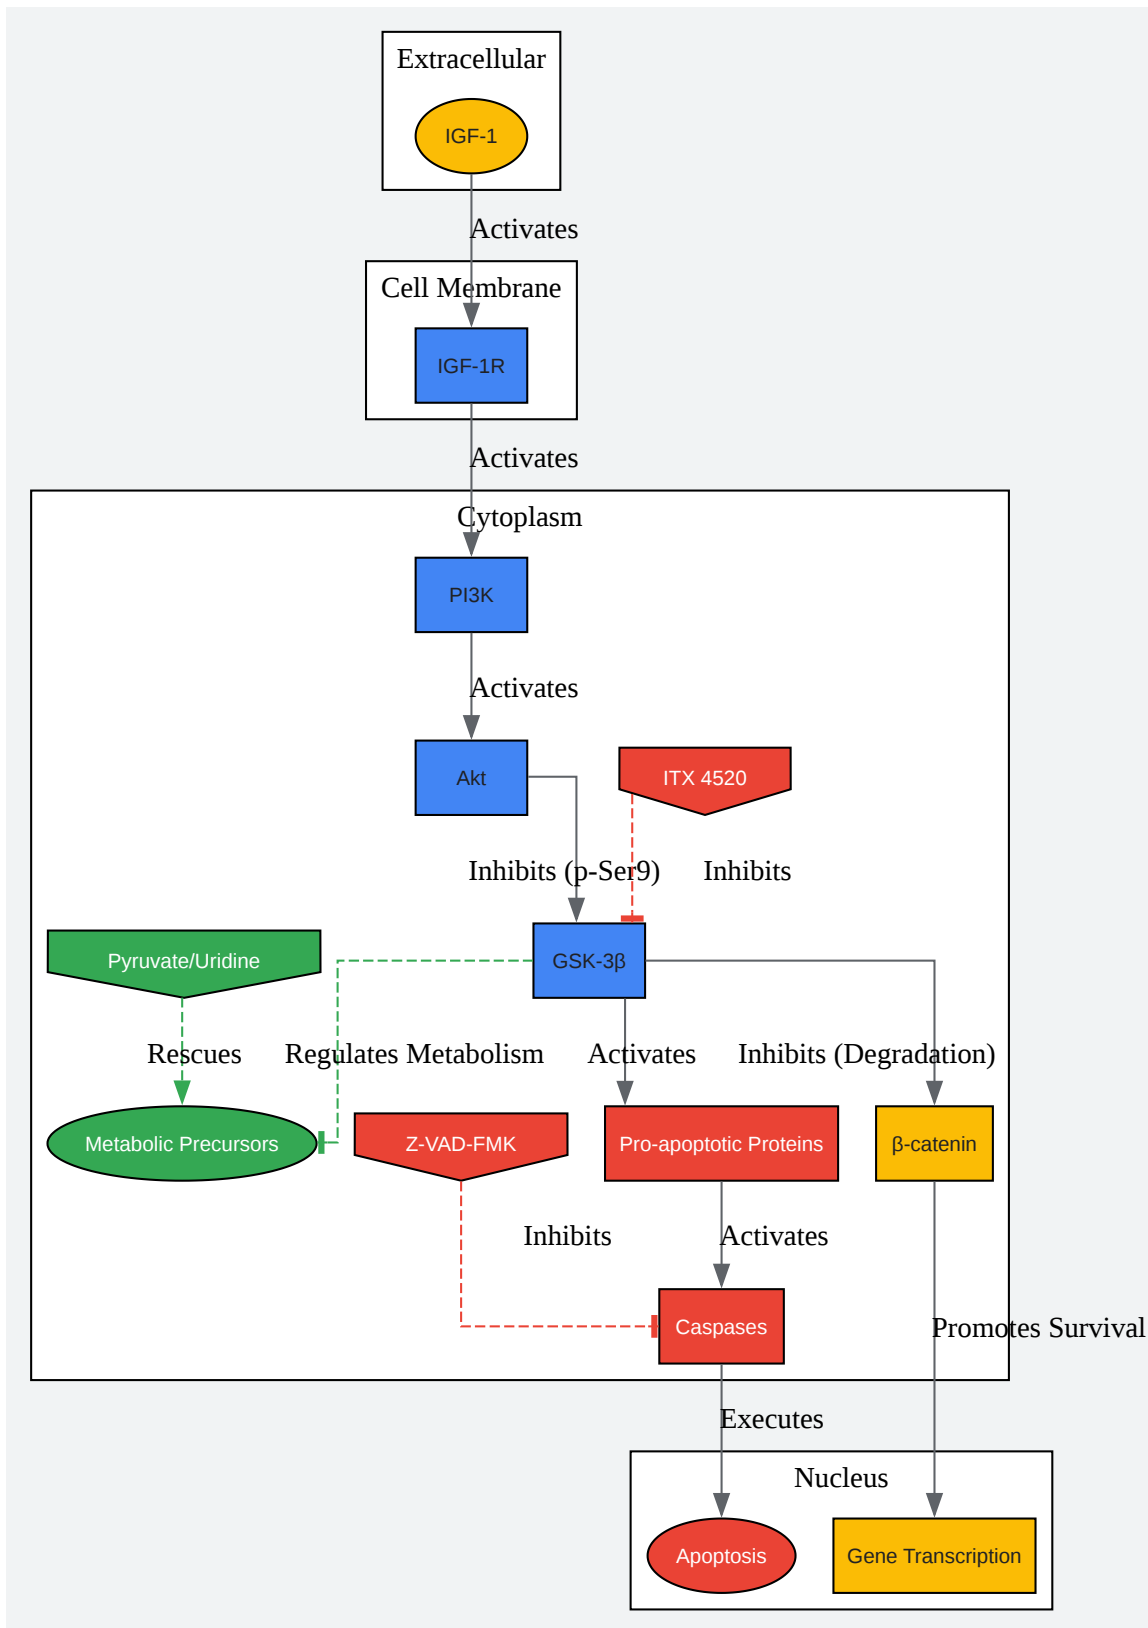 Extracellular
IGF-1
Activates
Cell Membrane
IGF-1R
Activates
Cytoplasm
PI3K
Activates
Akt
ITX 4520
Inhibits (p-Ser9)
Inhibits
Pyruvate/Uridine
GSK-3β
Rescues
Regulates Metabolism
Activates
Inhibits (Degradation)
Metabolic Precursors
Z-VAD-FMK
Pro-apoptotic Proteins
β-catenin
Inhibits
Activates
Caspases
Promotes Survival
Executes
Nucleus
Apoptosis
Gene Transcription